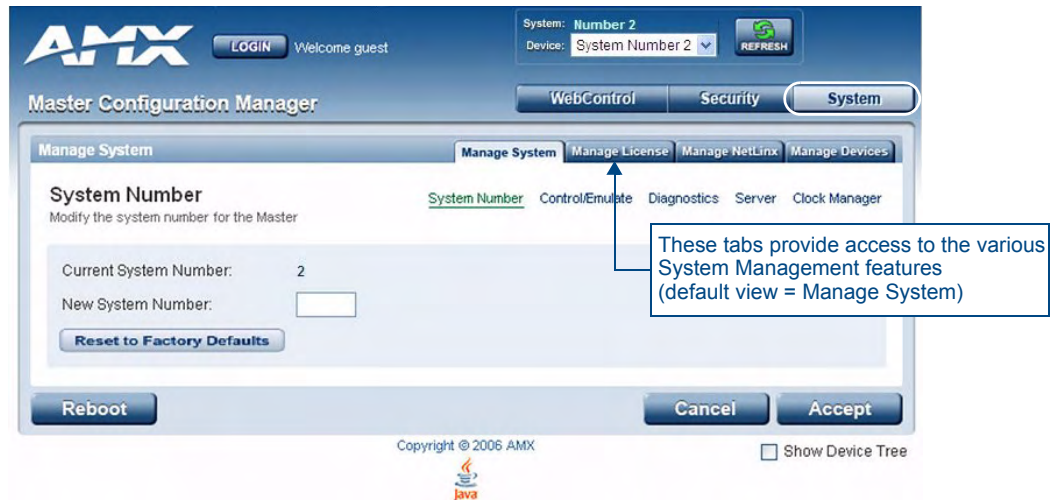 AMX
LOGIN Welcome guest
System: Number 2
Device: System Number 2
REFRESH
Master Configuration Manager
WebControl Security System
Manage System
Manage System Manage License Manage NetLinx Manage Devices
System Number
Modify the system number for the Master
System Number Control/Emulate Diagnostics Server Clock Manager
These tabs provide access to the various
System Management features
(default view = Manage System)
Current System Number: 2
New System Number:
Reset to Factory Defaults
Reboot Cancel Accept
Copyright © 2006 AMX
Show Device Tree
Java